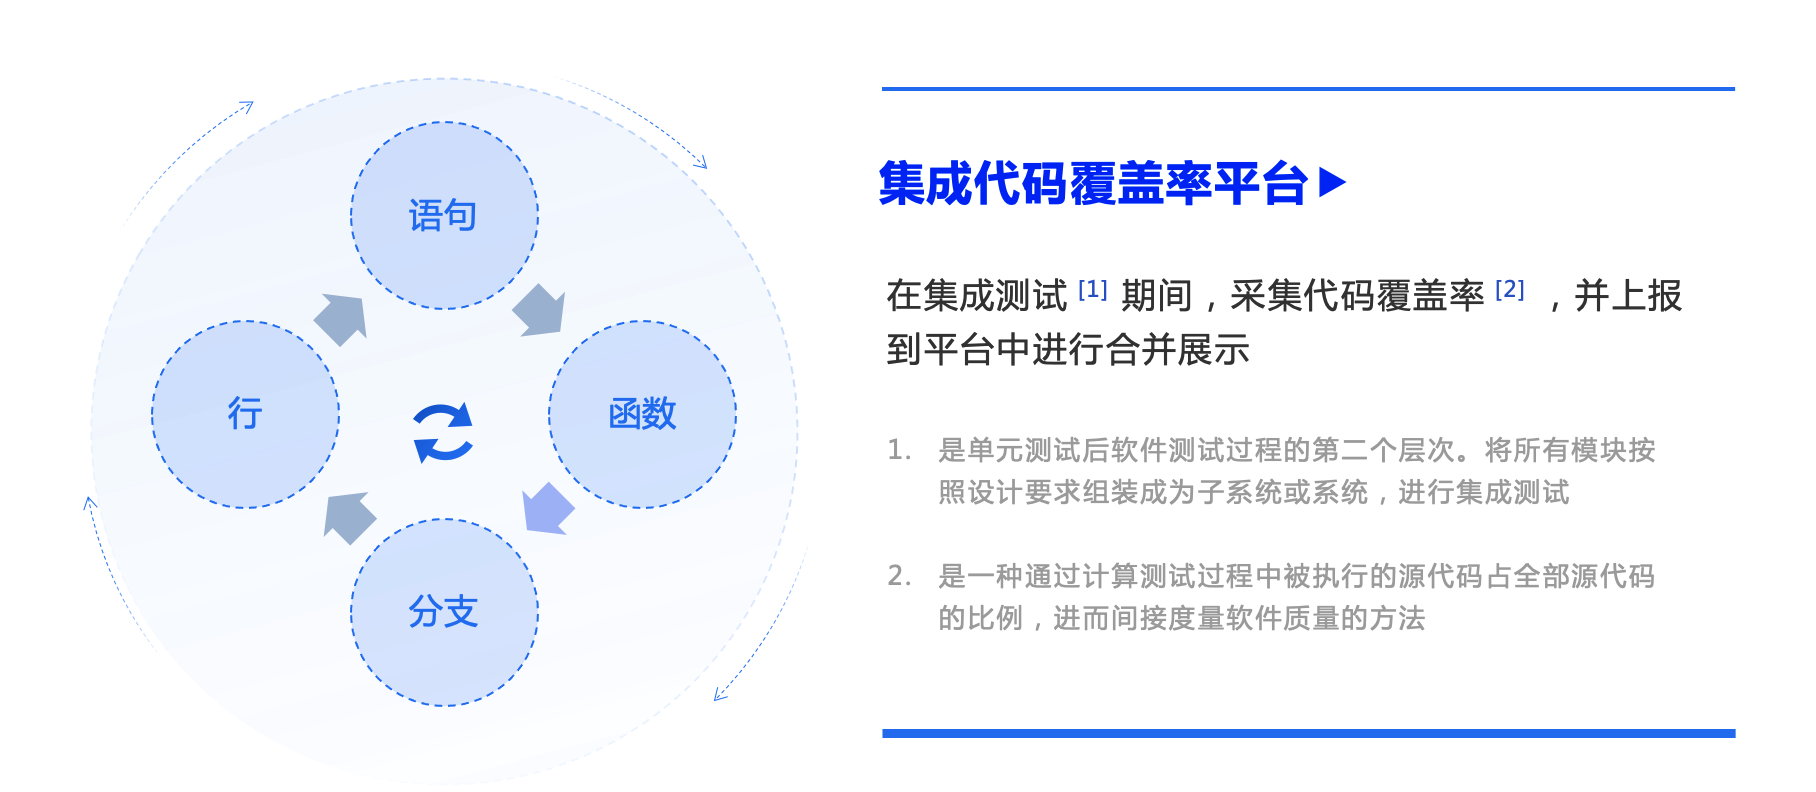 语句
行
函数
分支
集成代码覆盖率平台▶
在集成测试 [1] 期间，采集代码覆盖率 [2] ，并上报
到平台中进行合并展示
1. 是单元测试后软件测试过程的第二个层次。将所有模块按
照设计要求组装成为子系统或系统，进行集成测试
2. 是一种通过计算测试过程中被执行的源代码占全部源代码
的比例，进而间接度量软件质量的方法